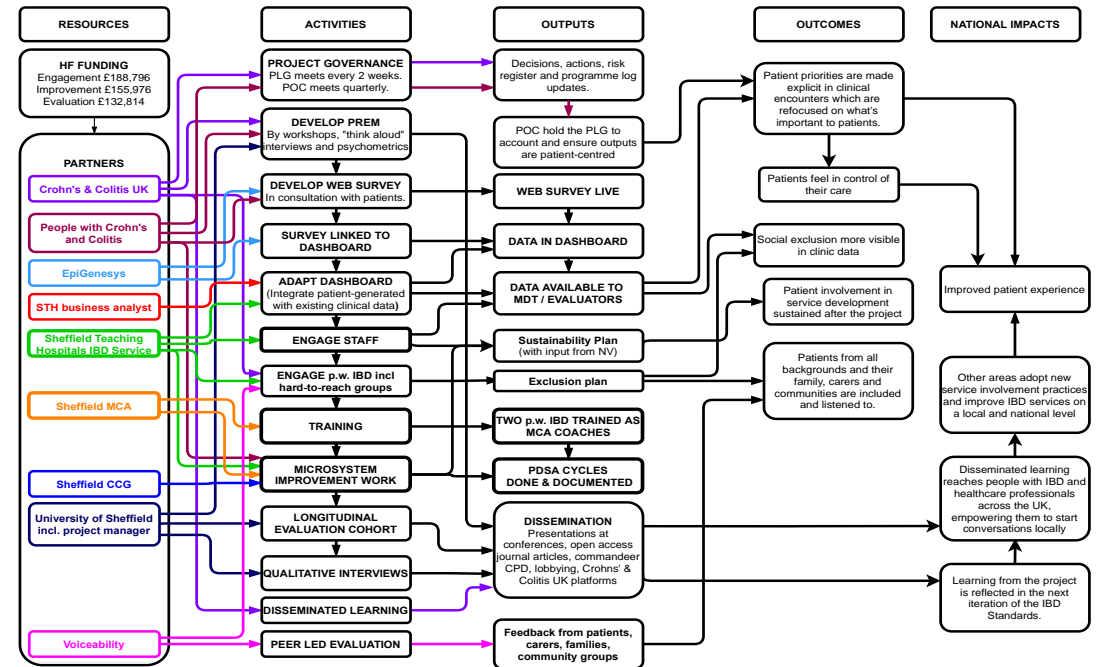 RESOURCES
ACTIVITIES
OUTPUTS
OUTCOMES
NATIONAL IMPACTS
HF FUNDING
Engagement £188,796
Improvement £155,976
Evaluation £132,814
PARTNERS
Crohn's & Colitis UK
People with Crohn's
and Colitis
EpiGenesys
STH business analyst
Sheffield Teaching
Hospitals IBD Service
Sheffield MCA
Sheffield CCG
University of Sheffield
incl. project manager
Voiceability
PROJECT GOVERNANCE
PLG meets every 2 weeks.
POC meets quarterly.
DEVELOP PREM
By workshops, "think aloud"
interviews and psychometrics
DEVELOP WEB SURVEY
In consultation with patients.
SURVEY LINKED TO
DASHBOARD
ADAPT DASHBOARD
(Integrate patient-generated
with existing clinical data)
ENGAGE STAFF
ENGAGE p.w. IBD incl
hard-to-reach groups
TRAINING
MICROSYSTEM
IMPROVEMENT WORK
LONGITUDINAL
EVALUATION COHORT
QUALITATIVE INTERVIEWS
DISSEMINATED LEARNING
PEER LED EVALUATION
Decisions, actions, risk
register and programme log
updates.
POC hold the PLG to
account and ensure outputs
are patient-centred
WEB SURVEY LIVE
DATA IN DASHBOARD
DATA AVAILABLE TO
MDT / EVALUATORS
Sustainability Plan
(with input from NV)
Exclusion plan
TWO p.w. IBD TRAINED AS
MCA COACHES
PDSA CYCLES
DONE & DOCUMENTED
DISSEMINATION
Presentations at
conferences, open access
journal articles, commandeer
CPD, lobbying, Crohns' &
Colitis UK platforms
Feedback from patients,
carers, families,
community groups
Patient priorities are made
explicit in clinical
encounters which are
refocused on what's
important to patients.
Patients feel in control of
their care
Social exclusion more visible
in clinic data
Patient involvement in
service development
sustained after the project
Patients from all
backgrounds and their
family, carers and
communities are included
and listened to.
Improved patient experience
Other areas adopt new
service involvement practices
and improve IBD services on
a local and national level
Disseminated learning
reaches people with IBD and
healthcare professionals
across the UK,
empowering them to start
conversations locally
Learning from the project
is reflected in the next
iteration of the IBD
Standards.